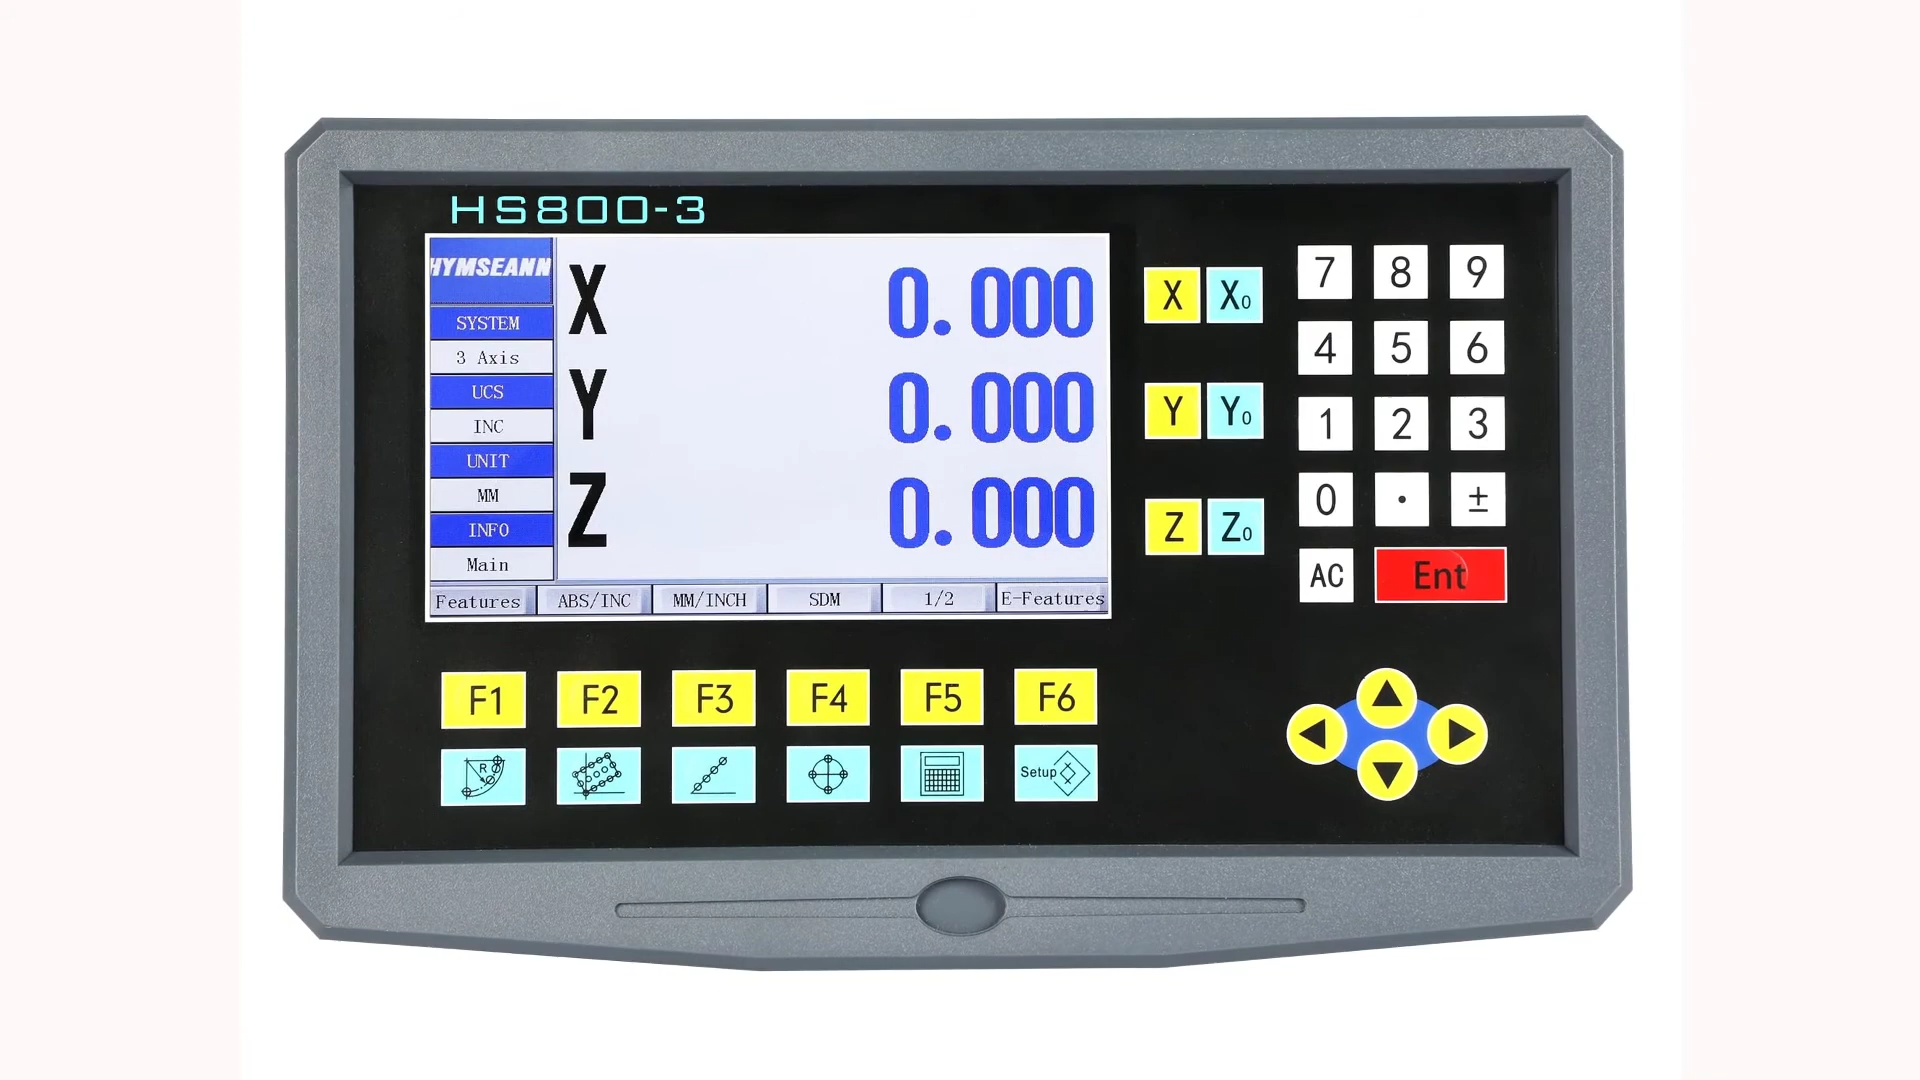 HS800-3
HYMSEANN
SYSTEM
3 Axis
UCS
INC
UNIT
MM
INFO
Main
X 0.000
Y 0.000
Z 0.000
Features ABS/INC MM/INCH SDM 1/2 E-Features
X X0
Y Y0
Z Z0
7 8 9
4 5 6
1 2 3
0 . ±
AC Ent
F1 F2 F3 F4 F5 F6
R
Setup